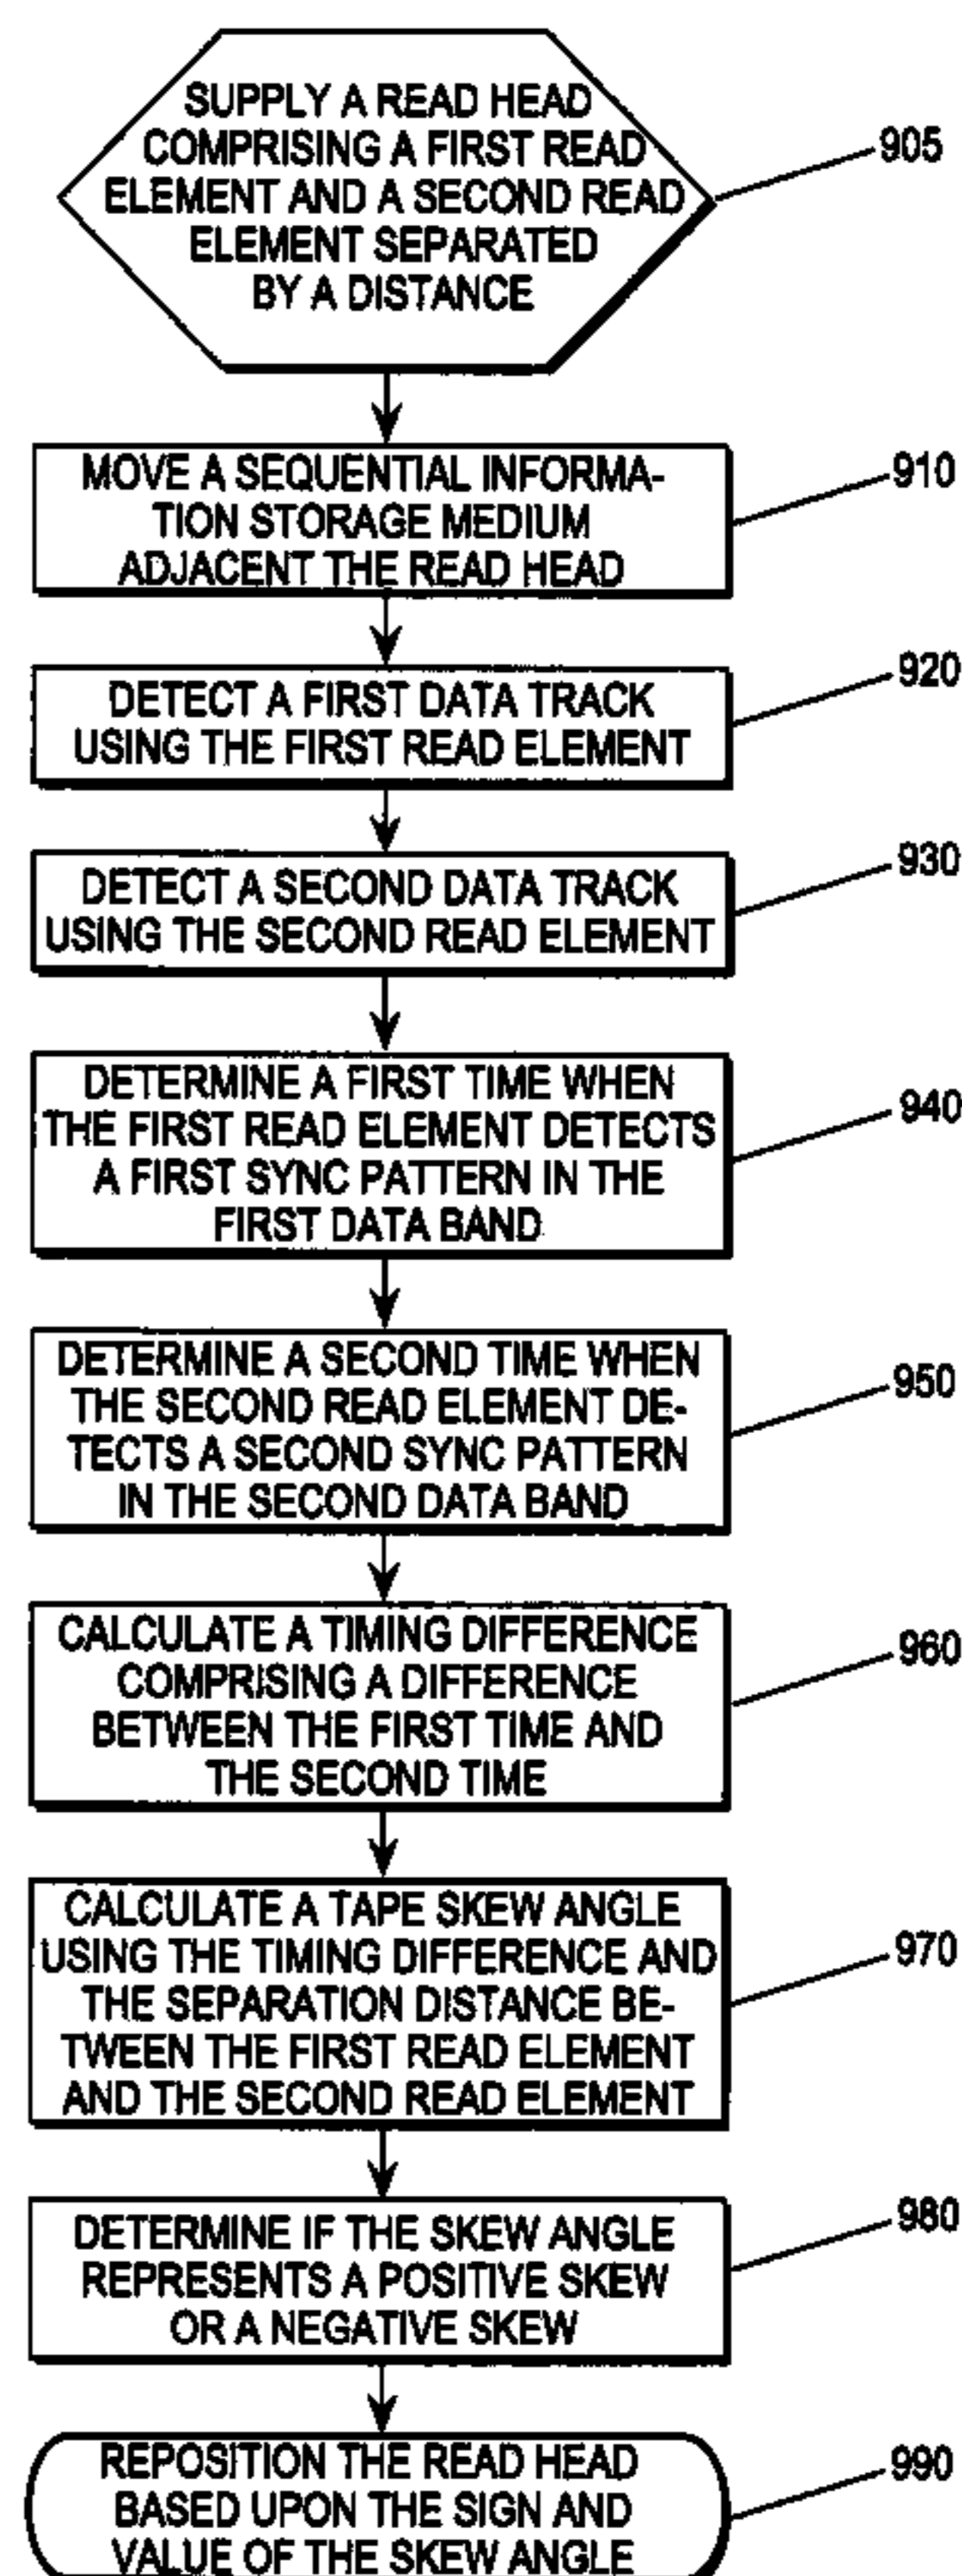 SUPPLY A READ HEAD
COMPRISING A FIRST READ
ELEMENT AND A SECOND READ
ELEMENT SEPARATED
BY A DISTANCE
905
MOVE A SEQUENTIAL INFORMA-
TION STORAGE MEDIUM
ADJACENT THE READ HEAD
910
DETECT A FIRST DATA TRACK
USING THE FIRST READ ELEMENT
920
DETECT A SECOND DATA TRACK
USING THE SECOND READ ELEMENT
930
DETERMINE A FIRST TIME WHEN
THE FIRST READ ELEMENT DETECTS
A FIRST SYNC PATTERN IN THE
FIRST DATA BAND
940
DETERMINE A SECOND TIME WHEN
THE SECOND READ ELEMENT DE-
TECTS A SECOND SYNC PATTERN
IN THE SECOND DATA BAND
950
CALCULATE A TIMING DIFFERENCE
COMPRISING A DIFFERENCE
BETWEEN THE FIRST TIME AND
THE SECOND TIME
960
CALCULATE A TAPE SKEW ANGLE
USING THE TIMING DIFFERENCE AND
THE SEPARATION DISTANCE BE-
TWEEN THE FIRST READ ELEMENT
AND THE SECOND READ ELEMENT
970
DETERMINE IF THE SKEW ANGLE
REPRESENTS A POSITIVE SKEW
OR A NEGATIVE SKEW
980
REPOSITION THE READ HEAD
BASED UPON THE SIGN AND
VALUE OF THE SKEW ANGLE
990